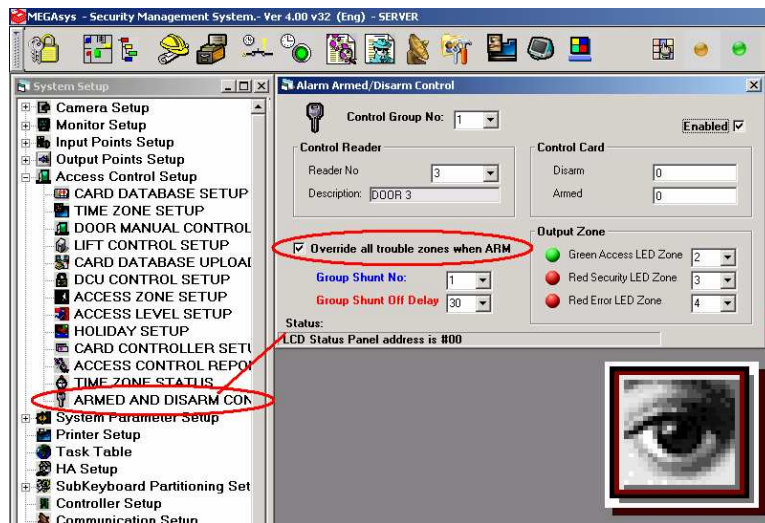 MEGAsys - Security Management System.- Ver 4.00 v32 (Eng) - SERVER
System Setup
Camera Setup
Monitor Setup
Input Points Setup
Output Points Setup
Access Control Setup
CARD DATABASE SETUP
TIME ZONE SETUP
DOOR MANUAL CONTROL
LIFT CONTROL SETUP
CARD DATABASE UPLOAI
DCU CONTROL SETUP
ACCESS ZONE SETUP
ACCESS LEVEL SETUP
HOLIDAY SETUP
CARD CONTROLLER SETU
ACCESS CONTROL REPO
TIME ZONE STATUS
ARMED AND DISARM CON
System Parameter Setup
Printer Setup
Task Table
HA Setup
SubKeyboard Partitioning Set
Controller Setup
Communication Setup
Alarm Armed/Disarm Control
Control Group No: 1
Enabled
Control Reader
Reader No 3
Description: DOOR 3
Control Card
Disarm 0
Armed 0
Override all trouble zones when ARM
Group Shunt No: 1
Group Shunt Off Delay 30
Output Zone
Green Access LED Zone 2
Red Security LED Zone 3
Red Error LED Zone 4
Status:
LCD Status Panel address is #00